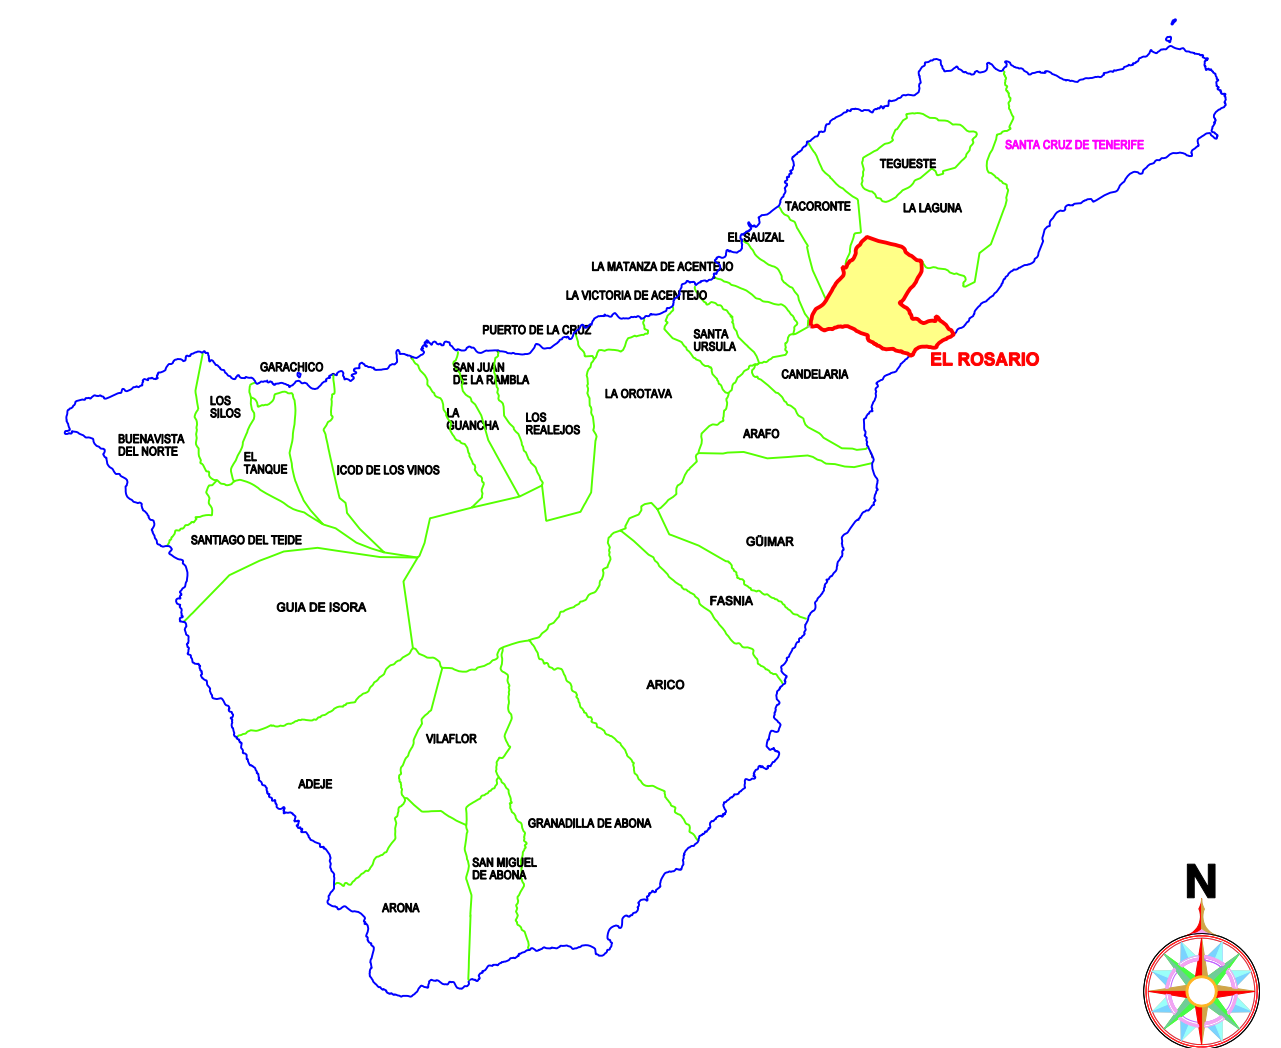 SANTA CRUZ DE TENERIFE
TEGUESTE
TACORONTE
LA LAGUNA
EL SAUZAL
LA MATANZA DE ACENTEJO
LA VICTORIA DE ACENTEJO
PUERTO DE LA CRUZ
SANTA
URSULA
EL ROSARIO
GARACHICO
SAN JUAN
DE LA RAMBLA
CANDELARIA
LOS
SILOS
LA OROTAVA
LA
GUANCHA
LOS
REALEJOS
BUENAVISTA
DEL NORTE
ARAFO
EL
TANQUE
ICOD DE LOS VINOS
SANTIAGO DEL TEIDE
GÜIMAR
GUIA DE ISORA
FASNIA
ARICO
VILAFLOR
ADEJE
GRANADILLA DE ABONA
SAN MIGUEL
DE ABONA
ARONA
N